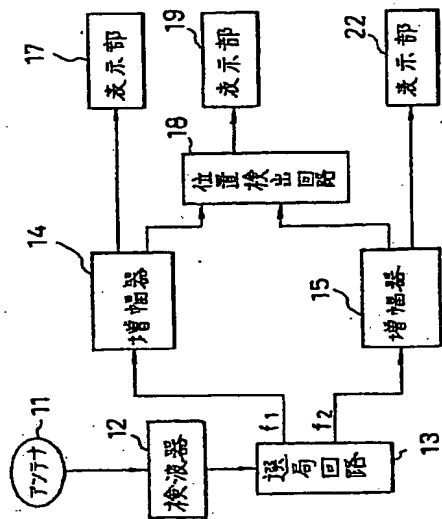 11
アンテナ
12
検波器
13
選局回路
f1
f2
14
増幅器
15
増幅器
17
表示部
18
位置検出回路
19
表示部
22
表示部